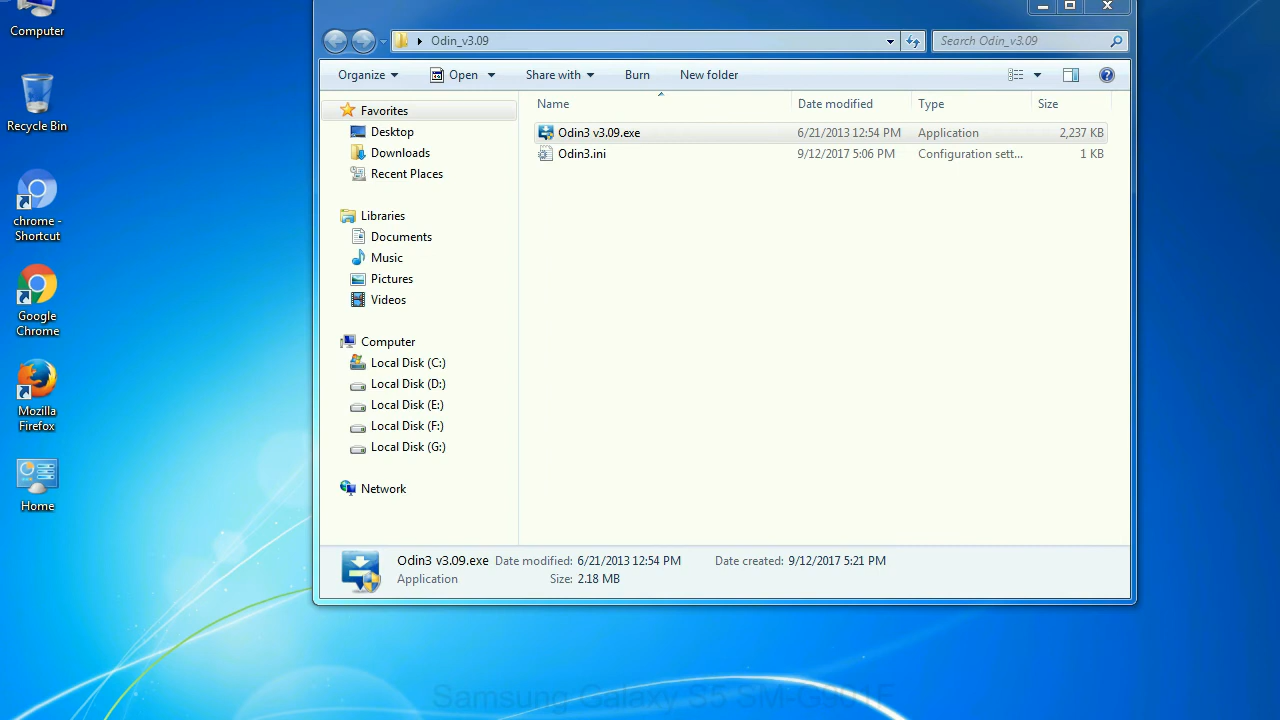 Computer
Recycle Bin
chrome -
Shortcut
Google
Chrome
Mozilla
Firefox
Home
Odin_v3.09
Search Odin_v3.09
Organize
Open
Share with
Burn
New folder
Favorites
Desktop
Downloads
Recent Places
Libraries
Documents
Music
Pictures
Videos
Computer
Local Disk (C:)
Local Disk (D:)
Local Disk (E:)
Local Disk (F:)
Local Disk (G:)
Network
Name Date modified Type Size
Odin3 v3.09.exe 6/21/2013 12:54 PM Application 2,237 KB
Odin3.ini 9/12/2017 5:06 PM Configuration sett... 1 KB
Odin3 v3.09.exe Date modified: 6/21/2013 12:54 PM Date created: 9/12/2017 5:21 PM
Application Size: 2.18 MB
Samsung Galaxy S5 SM-G901F